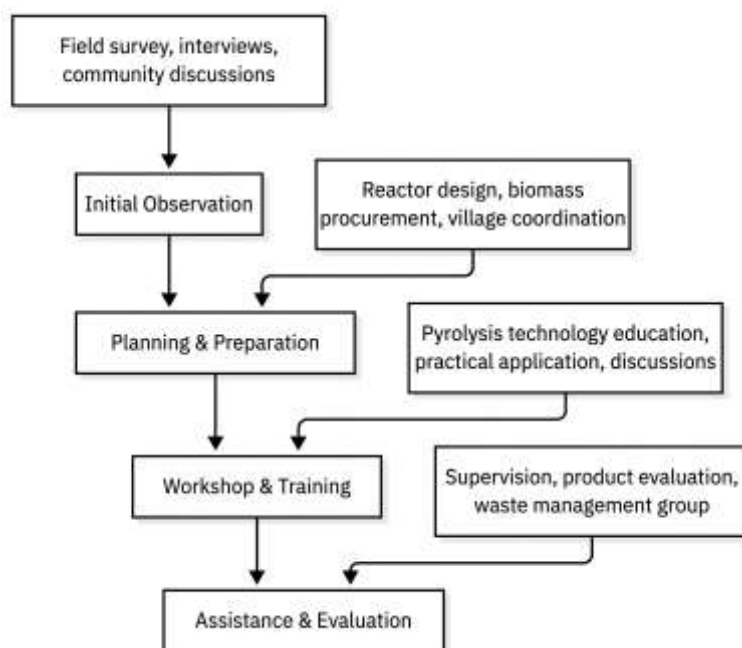 Field survey, interviews,
community discussions
Initial Observation
Reactor design, biomass
procurement, village coordination
Planning & Preparation
Pyrolysis technology education,
practical application, discussions
Workshop & Training
Supervision, product evaluation,
waste management group
Assistance & Evaluation